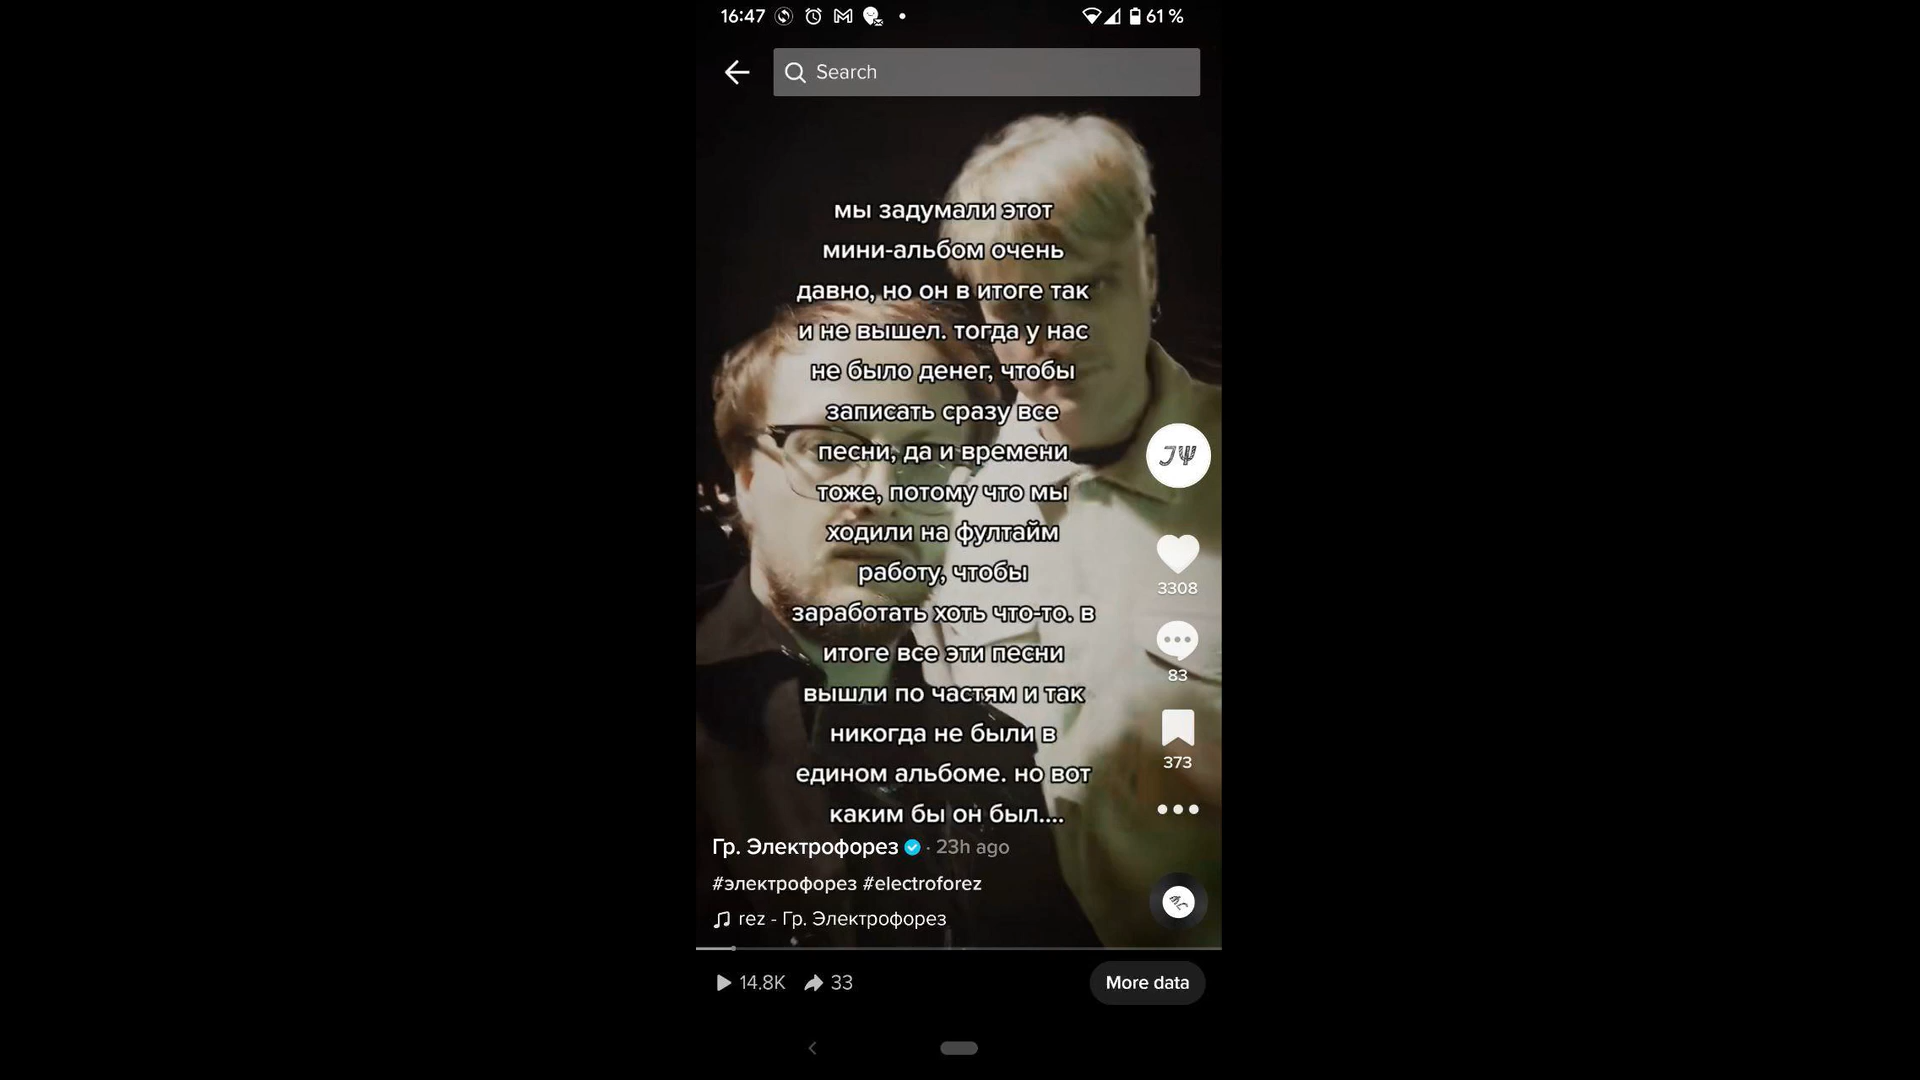 16:47
61 %
Search
мы задумали этот
мини-альбом очень
давно, но он в итоге так
и не вышел. тогда у нас
не было денег, чтобы
записать сразу все
песни, да и времени
тоже, потому что мы
ходили на фултайм
работу, чтобы
заработать хоть что-то. в
итоге все эти песни
вышли по частям и так
никогда не были в
едином альбоме. но вот
каким бы он был....
3308
83
373
Гр. Электрофорез · 23h ago
#электрофорез #electroforez
rez - Гр. Электрофорез
14.8K 33
More data